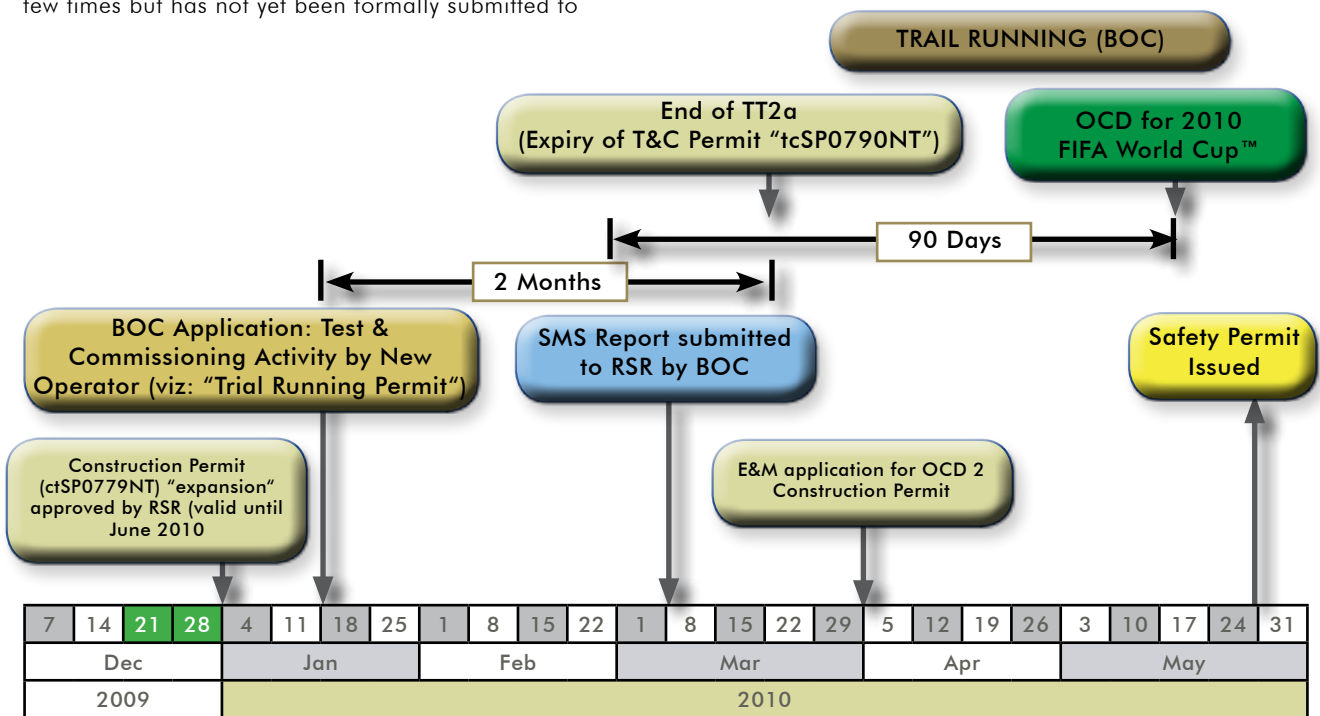 few times but has not yet been formally submitted to
TRAIL RUNNING (BOC)
End of TT2a
(Expiry of T&C Permit “tcSP0790NT”)
OCD for 2010
FIFA World Cup™
90 Days
2 Months
BOC Application: Test &
Commissioning Activity by New
Operator (viz: “Trial Running Permit“)
SMS Report submitted
to RSR by BOC
Safety Permit
Issued
Construction Permit
(ctSP0779NT) “expansion“
approved by RSR (valid until
June 2010
E&M application for OCD 2
Construction Permit
7 14 21 28 4 11 18 25 1 8 15 22 1 8 15 22 29 5 12 19 26 3 10 17 24 31
Dec Jan Feb Mar Apr May
2009 2010